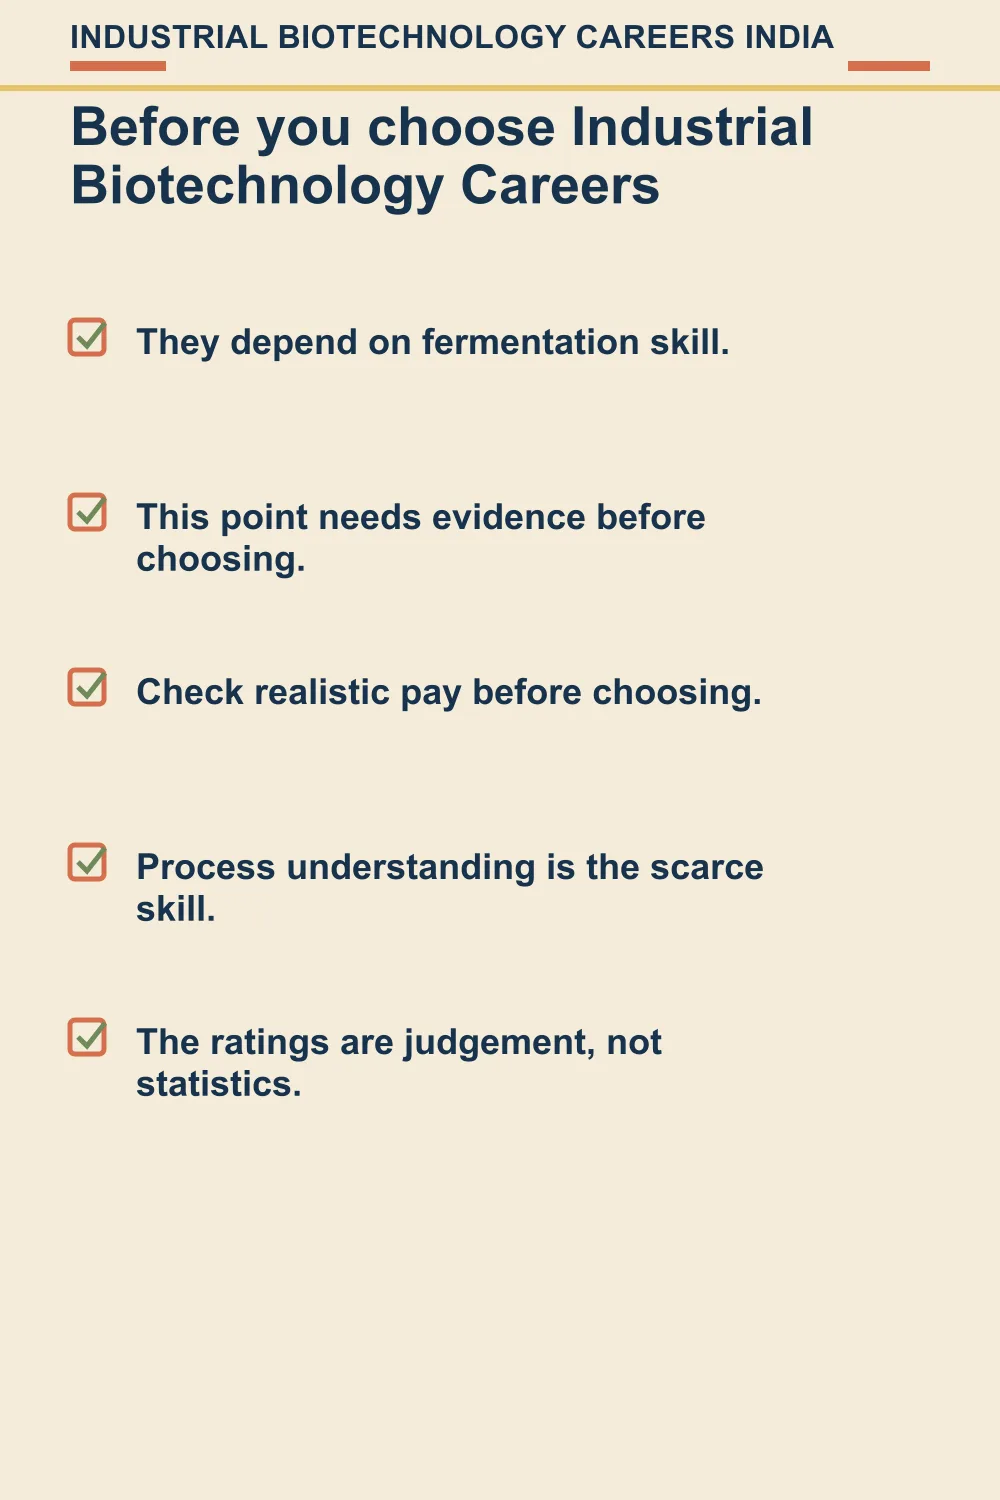 INDUSTRIAL BIOTECHNOLOGY CAREERS INDIA
Before you choose Industrial
Biotechnology Careers
They depend on fermentation skill.
This point needs evidence before
choosing.
Check realistic pay before choosing.
Process understanding is the scarce
skill.
The ratings are judgement, not
statistics.